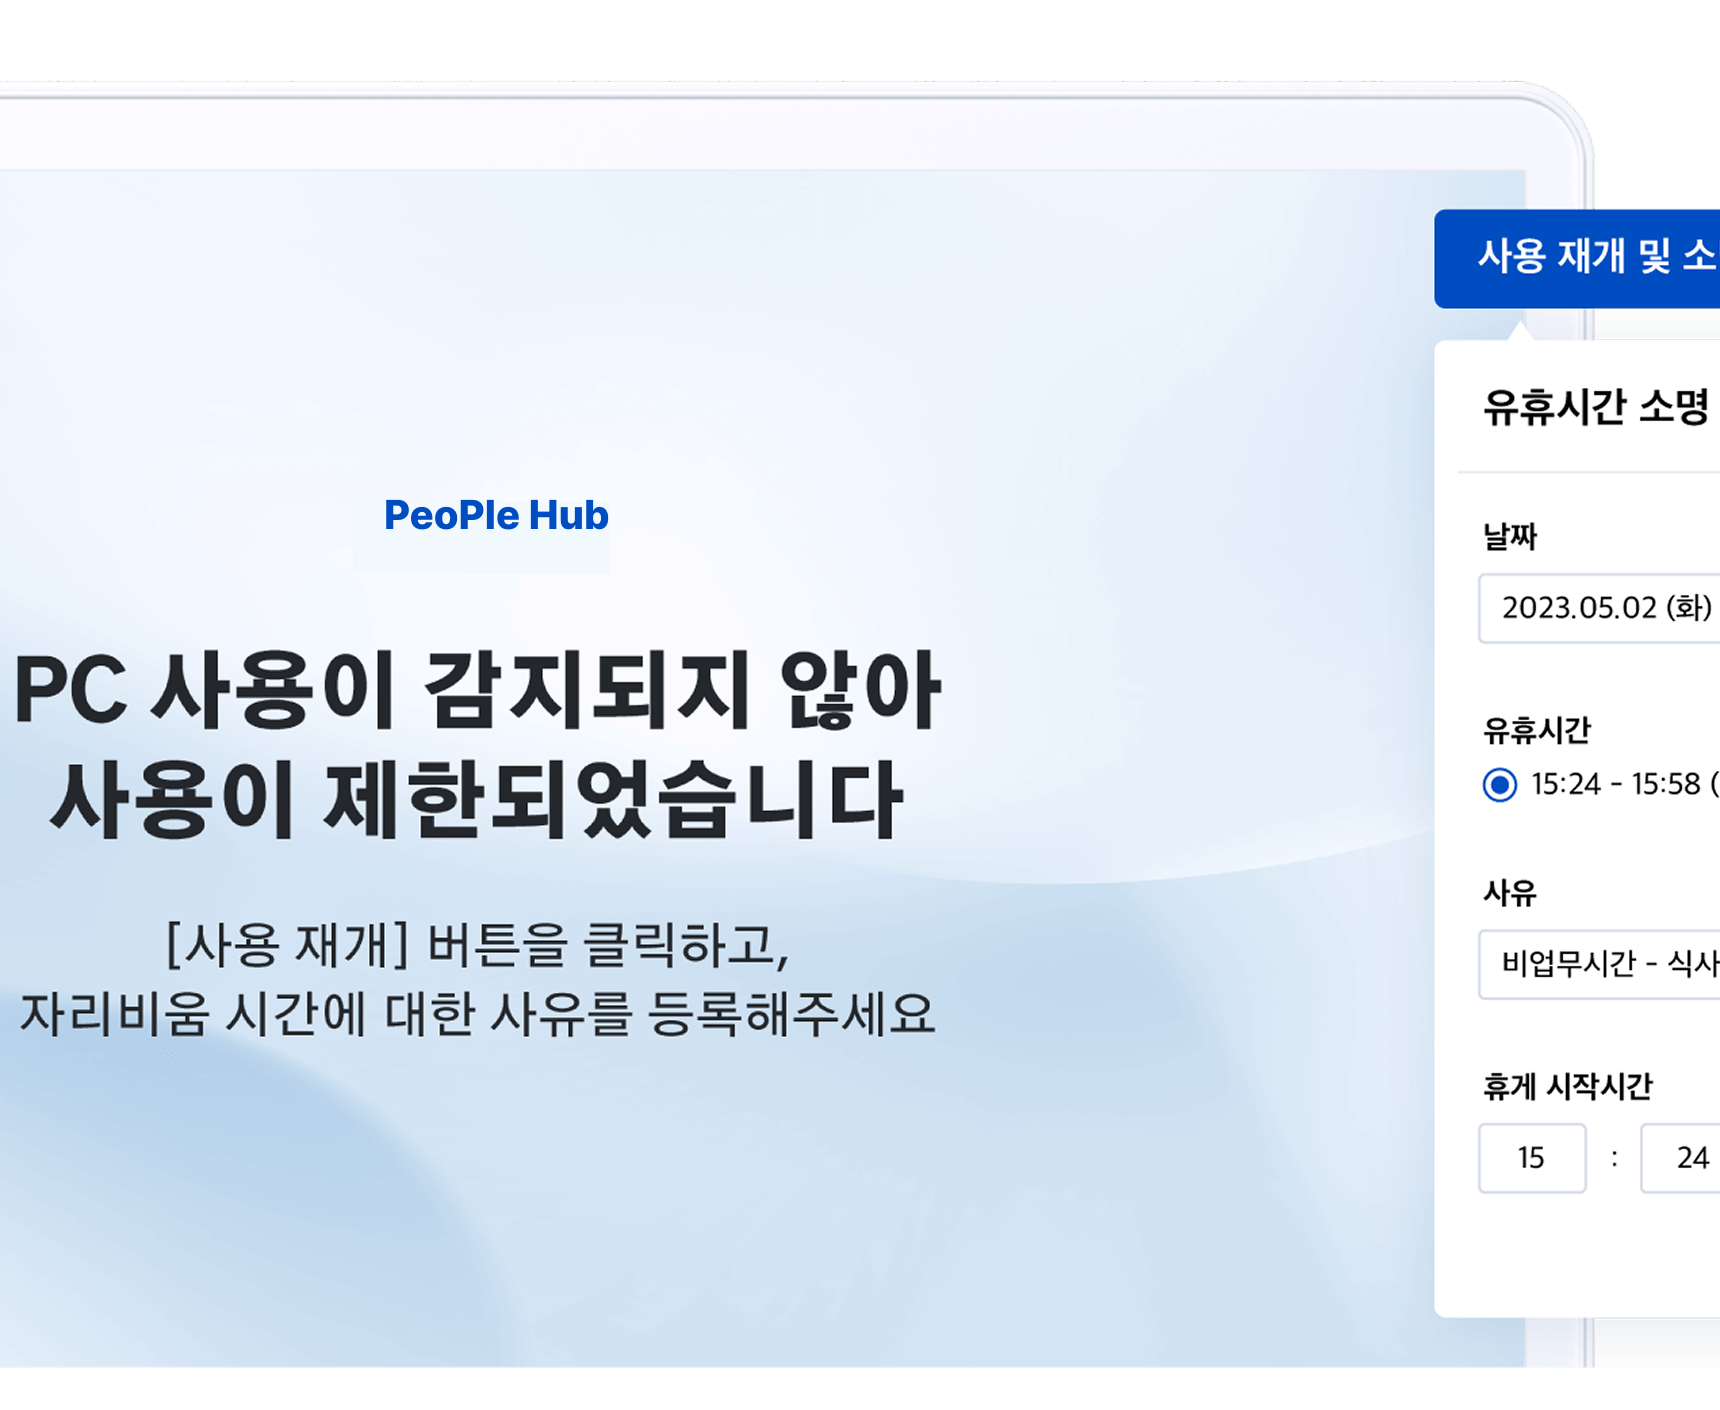 PeoPle Hub
PC 사용이 감지되지 않아
사용이 제한되었습니다
[사용 재개] 버튼을 클릭하고,
자리비움 시간에 대한 사유를 등록해주세요
사용 재개 및 소
유휴시간 소명
날짜
2023.05.02 (화)
유휴시간
15:24 - 15:58 (
사유
비업무시간 - 식사
휴게 시작시간
15 : 24